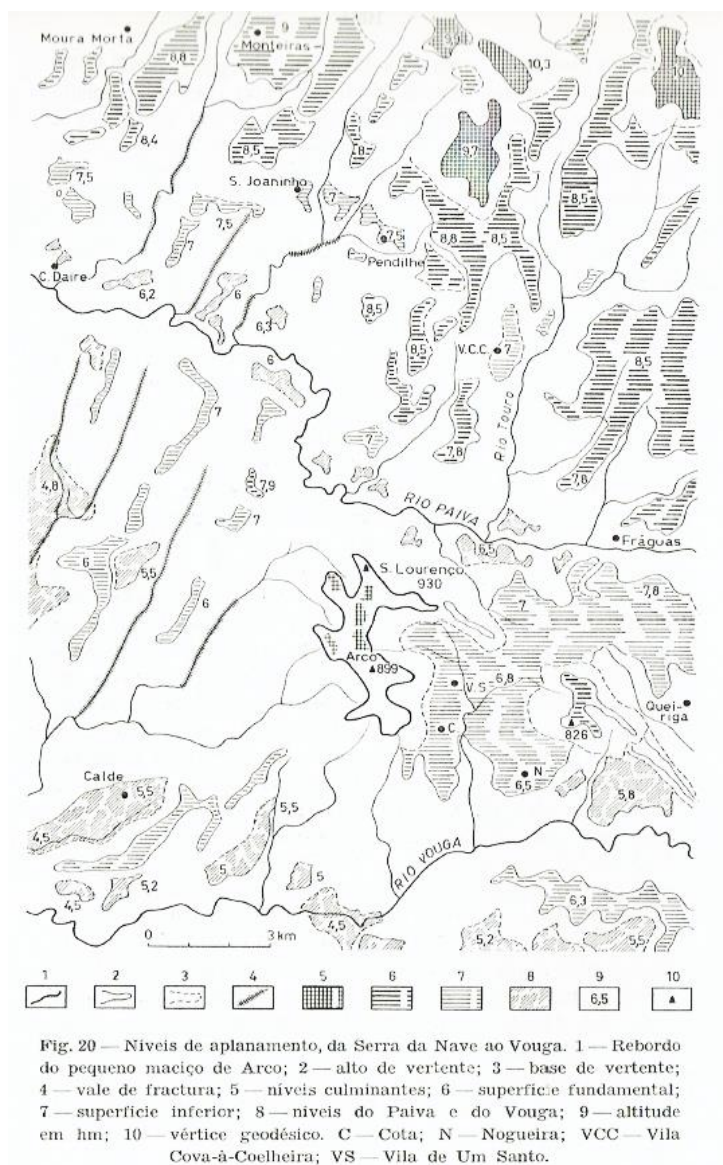 Moura Morta
9
Monteiras
8,8
9,8
10,3
10
8,4
8,5
8
9,7
8,5
7,5
S. Joaninho
7
7,5
7
7,5
8,8
8,5
Pendilhe
C. Daire
6,2
6
6,3
8,5
8,5
V.C.C.
7
8,5
6
7
RIO TOURO
7
7,8
7,8
4,8
7,9
7
RIO PAIVA
6,5
Fráguas
6
5,5
S. Lourenço
930
7
7,8
6
Arco
899
V. S
6,8
Queiriga
C
826
N
6,5
Calde
5,5
5,5
5,8
4,5
5
5
RIO VOUGA
5,2
4,5
4,5
6,3
5,2
5,5
0 3 km
1 2 3 4 5 6 7 8 9 10
6,5
Fig. 20 — Níveis de aplanamento, da Serra da Nave ao Vouga. 1 — Rebordo
do pequeno maciço de Arco; 2 — alto de vertente; 3 — base de vertente;
4 — vale de fractura; 5 — níveis culminantes; 6 — superfície fundamental;
7 — superfície inferior; 8 — níveis do Paiva e do Vouga; 9 — altitude
em hm; 10 — vértice geodésico. C — Cota; N — Nogueira; VCC — Vila
Cova-à-Coelheira; VS — Vila de Um Santo.